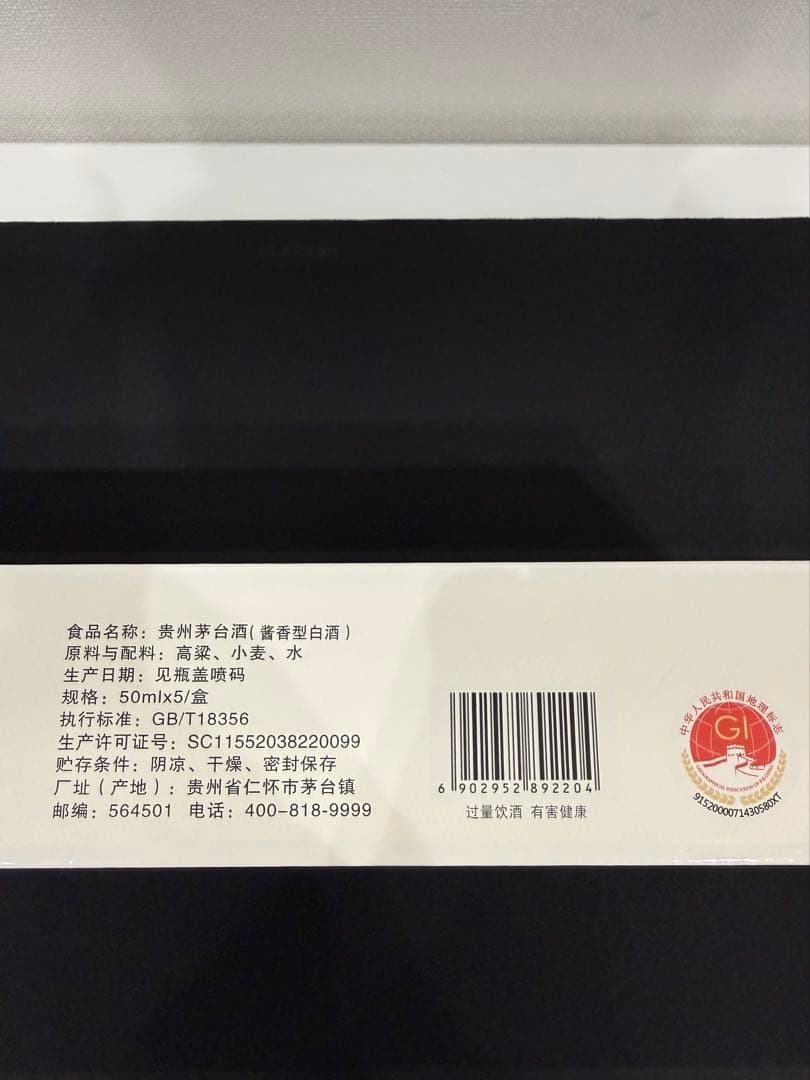 食品名称：贵州茅台酒(酱香型白酒)
原料与配料：高粱、小麦、水
生产日期：见瓶盖喷码
规格：50mlx5/盒
执行标准：GB/T18356
生产许可证号：SC11552038220099
贮存条件：阴凉、干燥、密封保存
厂址（产地）：贵州省仁怀市茅台镇
邮编：564501 电话：400-818-9999
6 902952 892204
过量饮酒 有害健康
中华人民共和国地理标志
GI
GEOGRAPHICAL INDICATION OF P.R.CHINA
9152000071430580XT